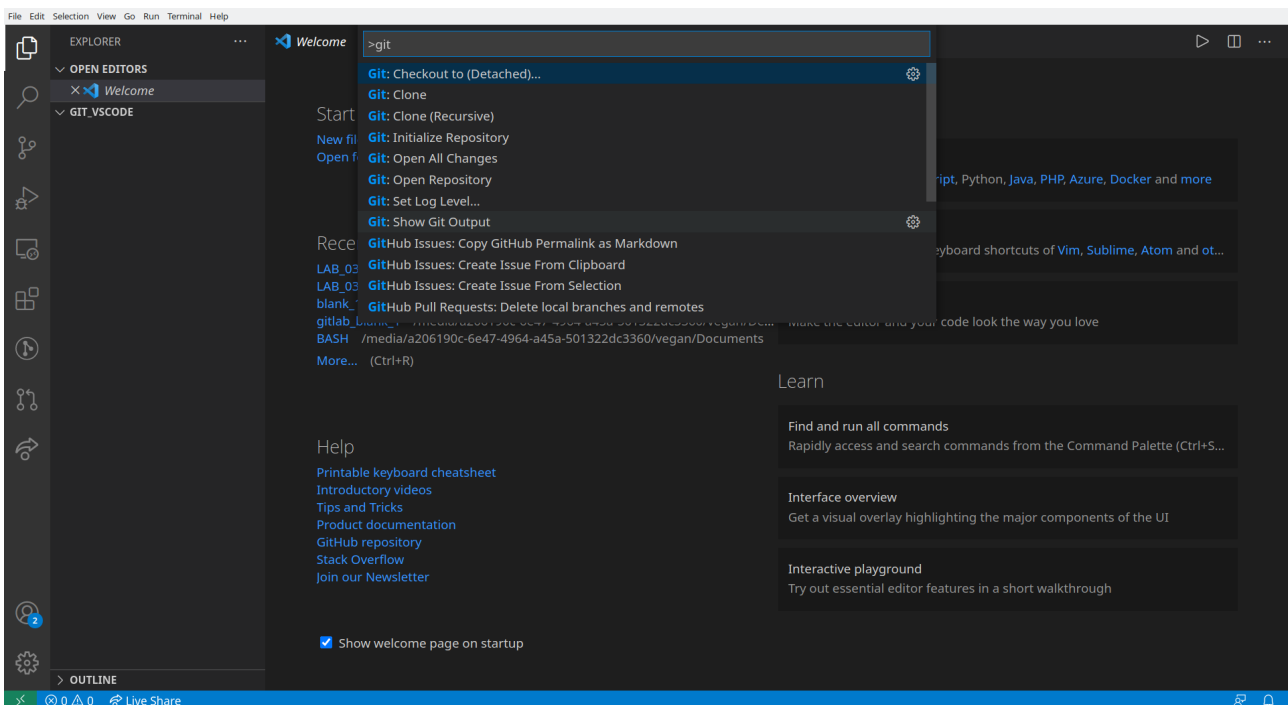 File Edit Selection View Go Run Terminal Help
EXPLORER
OPEN EDITORS
Welcome
GIT_VSCODE
OUTLINE
Welcome
>git
Git: Checkout to (Detached)...
Git: Clone
Git: Clone (Recursive)
Git: Initialize Repository
Git: Open All Changes
Git: Open Repository
Git: Set Log Level...
Git: Show Git Output
GitHub Issues: Copy GitHub Permalink as Markdown
GitHub Issues: Create Issue From Clipboard
GitHub Issues: Create Issue From Selection
GitHub Pull Requests: Delete local branches and remotes
Start
New fil
Open f
Rece
LAB_03
LAB_03
blank_
BASH /media/a206190c-6e47-4964-a45a-501322dc3360/vegan/Documents
More... (Ctrl+R)
Help
Printable keyboard cheatsheet
Introductory videos
Tips and Tricks
Product documentation
GitHub repository
Stack Overflow
Join our Newsletter
Show welcome page on startup
ript, Python, Java, PHP, Azure, Docker and more
eyboard shortcuts of Vim, Sublime, Atom and ot...
code look the way you love
Learn
Find and run all commands
Rapidly access and search commands from the Command Palette (Ctrl+S...
Interface overview
Get a visual overlay highlighting the major components of the UI
Interactive playground
Try out essential editor features in a short walkthrough
2
0 0 Live Share